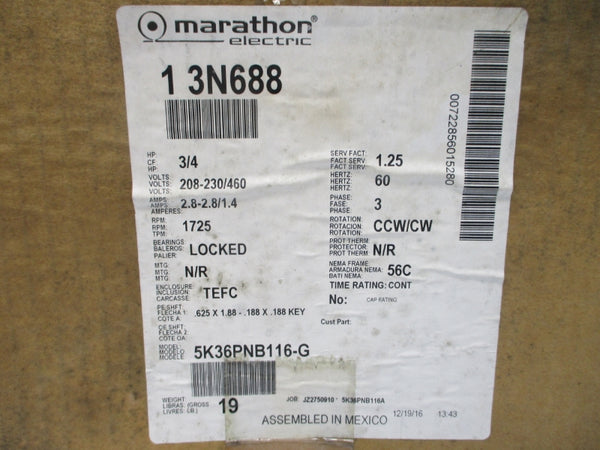 marathon®
electric
1 3N688
HP:
CF 3/4
VOLTS:
VOLTS: 208-230/460
AMPS:
AMPS: 2.8-2.8/1.4
AMPERES:
RPM:
RPM: 1725
TPM:
BEARINGS
BALEROS: LOCKED
PALIER:
MTG:
MTG: N/R
MTG:
ENCLOSURE
INCLUSION: TEFC
CARCASSE:
PE-SHFT:
FLECHA 1: .625 X 1.88 - .188 X .188 KEY
COTE A:
OE SHFT:
FLECHA 2:
COTE OA:
MODEL:
MODELO: 5K36PNB116-G
MODELE:
WEIGHT
LIBRAS: (GROSS 19
LIVRES: LB.)
SERV FACT:
FACT SERV: 1.25
FACT SERV:
HERTZ:
HERTZ: 60
HERTZ:
PHASE:
FASE: 3
PHASE
ROTATION:
ROTACION: CCW/CW
ROTATION:
PROT THERM
PROTECTOR: N/R
PROT THERM
NEMA FRAME
ARMADURA NEMA: 56C
BATI NEMA:
TIME RATING: CONT
No: CAP RATING
Cust Part:
JOB: JZ2750910 * 5K36PNB116A
ASSEMBLED IN MEXICO 12/19/16 13:43
00722856015280